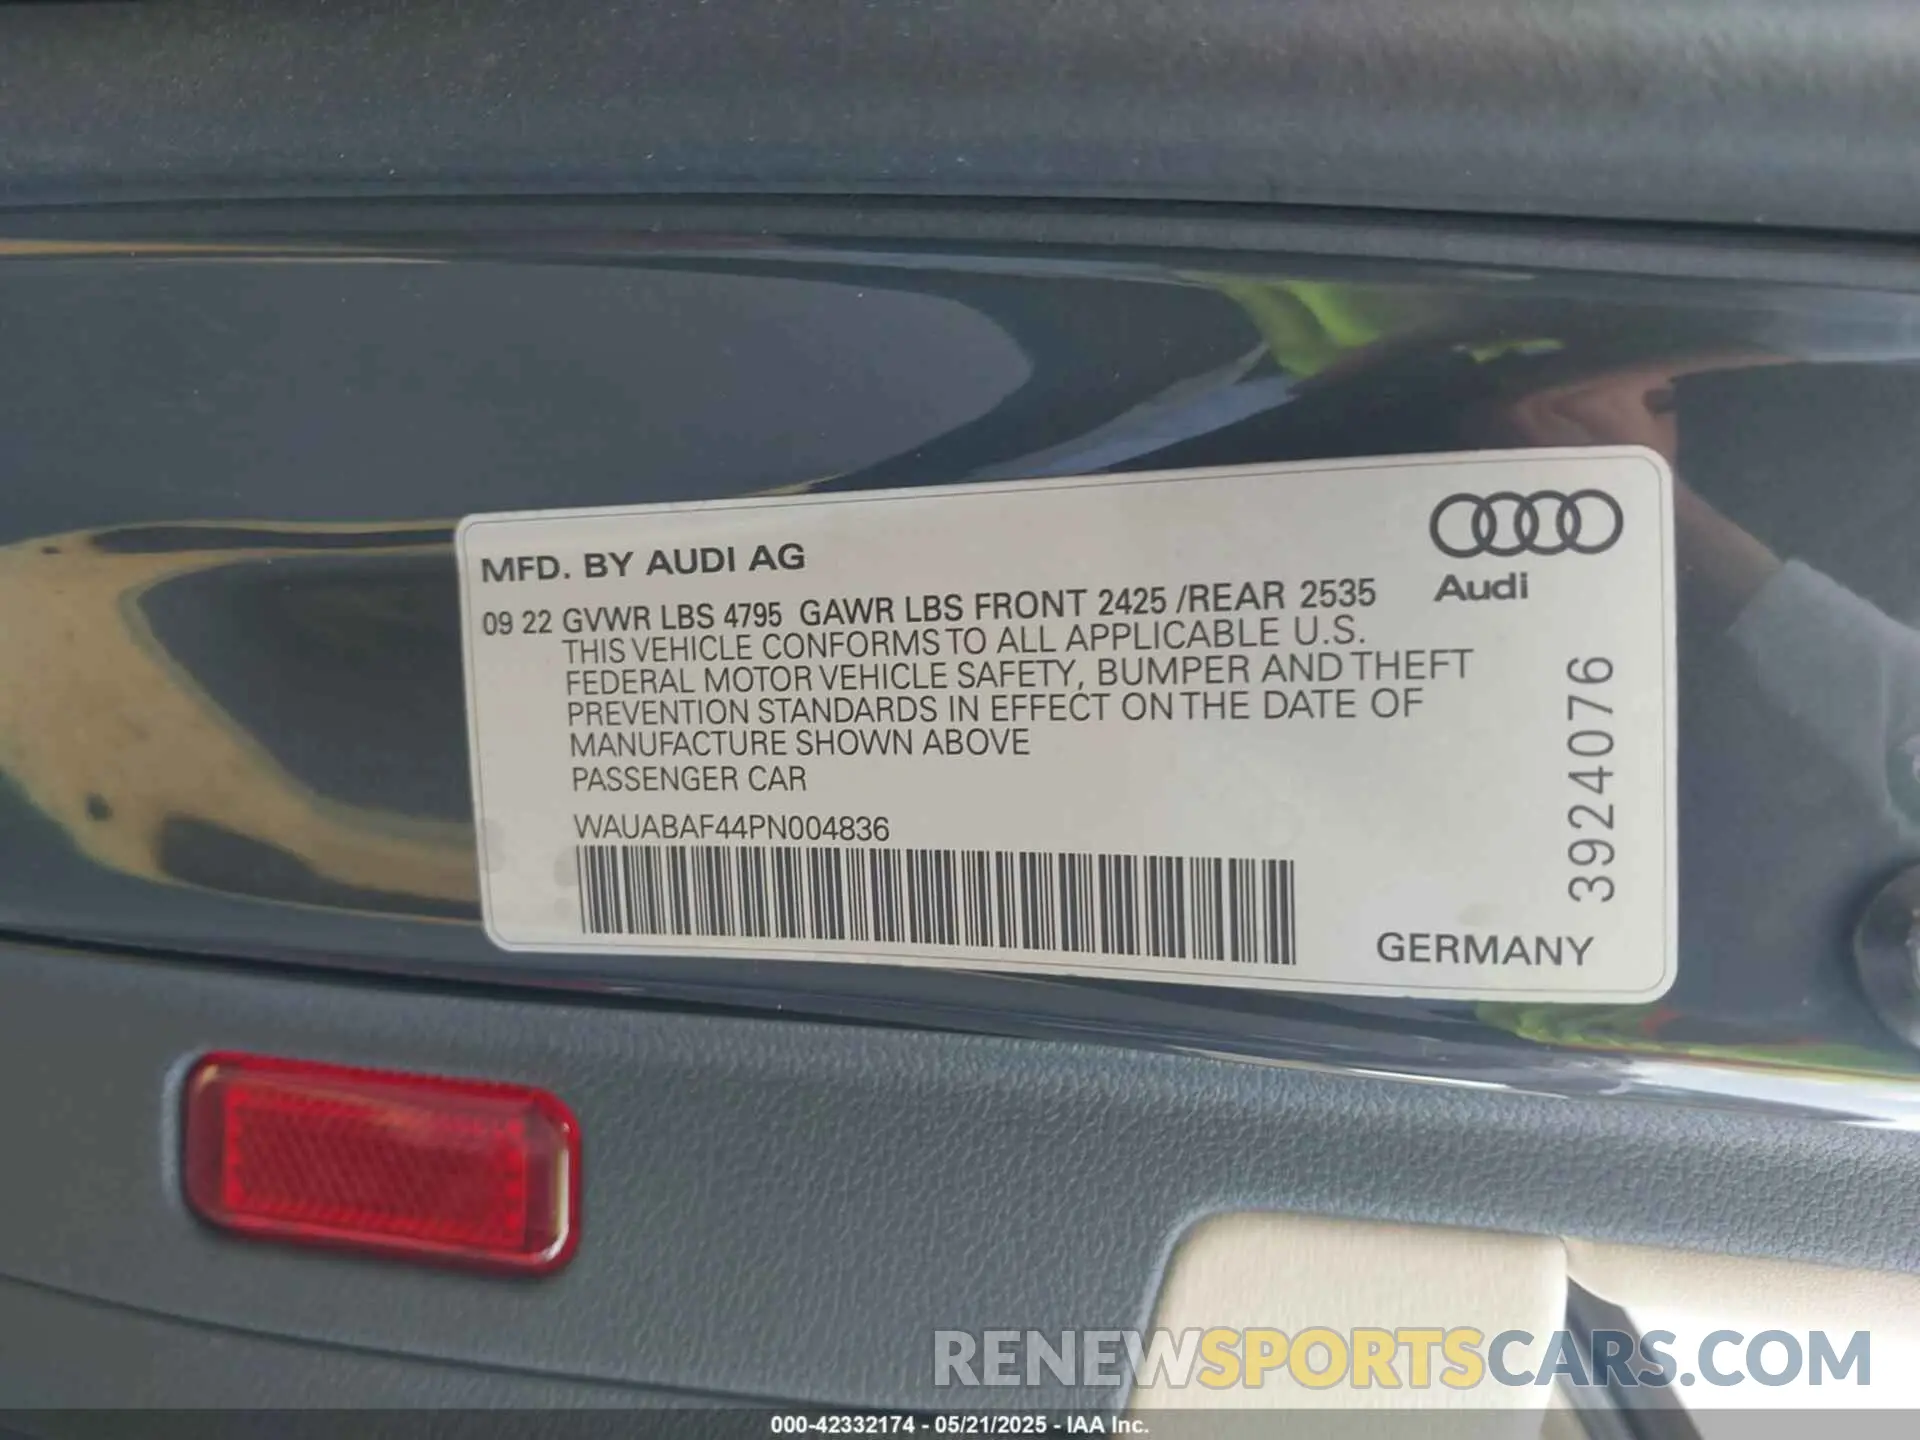 MFD. BY AUDI AG
Audi
09 22 GVWR LBS 4795 GAWR LBS FRONT 2425 /REAR 2535
THIS VEHICLE CONFORMS TO ALL APPLICABLE U.S.
FEDERAL MOTOR VEHICLE SAFETY, BUMPER AND THEFT
PREVENTION STANDARDS IN EFFECT ON THE DATE OF
MANUFACTURE SHOWN ABOVE
PASSENGER CAR
WAUABAF44PN004836
3924076
GERMANY
RENEWSPORTSCARS.COM
000-42332174 - 05/21/2025 - IAA Inc.